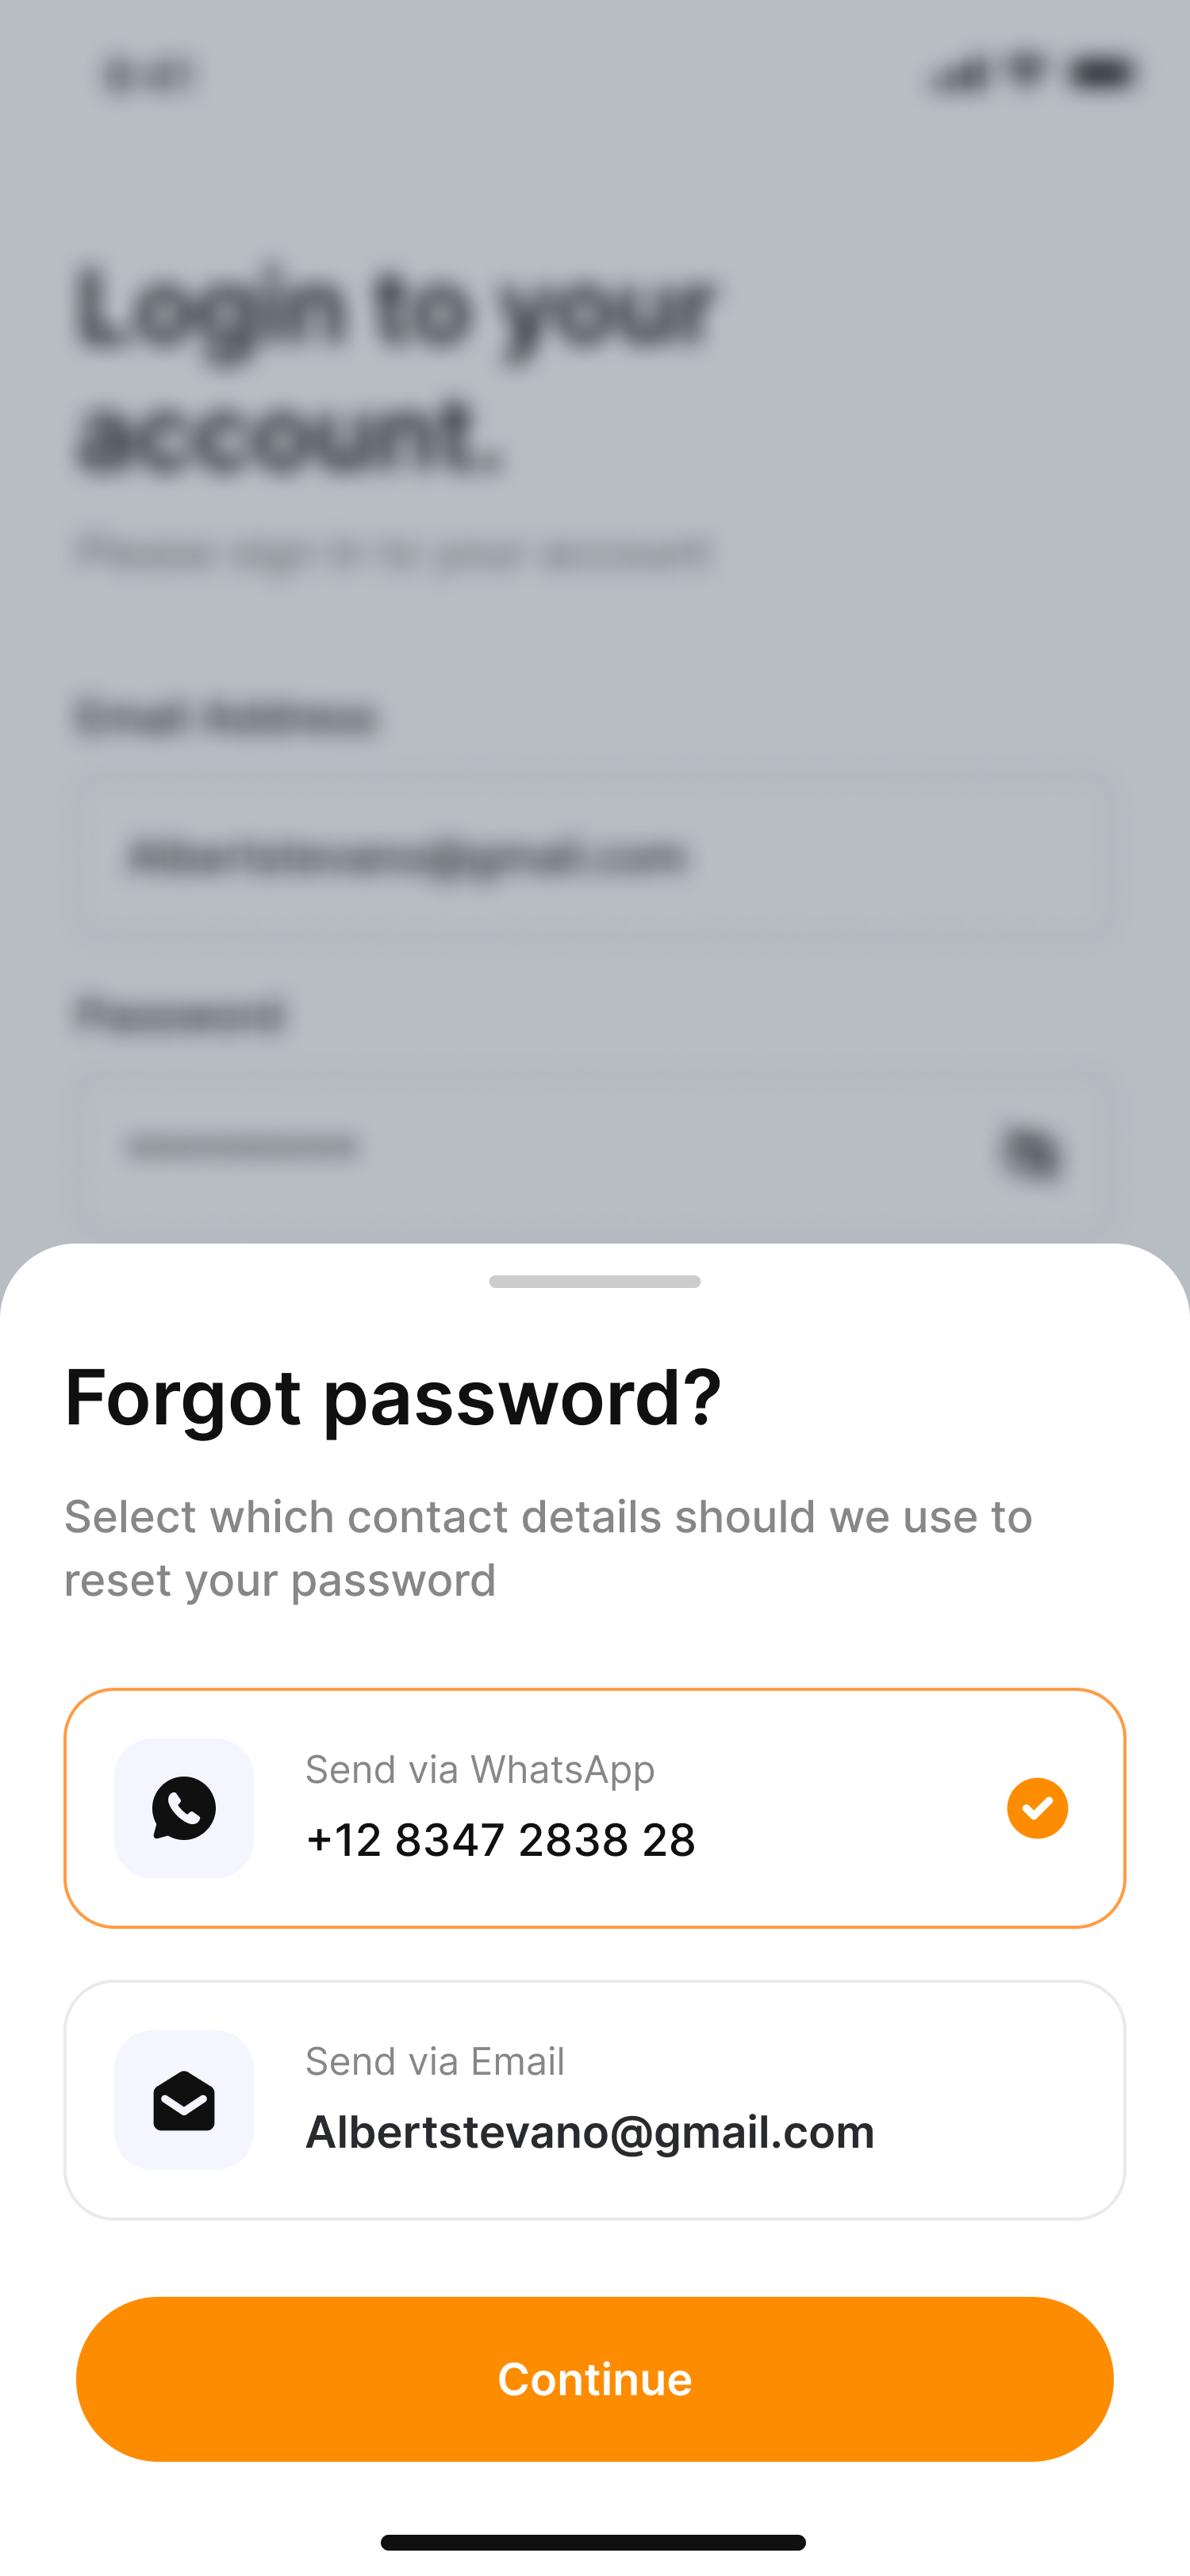 9:41
Login to your
account.
Please sign in to your account
Email Address
Albertstevano@gmail.com
Password
Forgot password?
Select which contact details should we use to
reset your password
Send via WhatsApp
+12 8347 2838 28
Send via Email
Albertstevano@gmail.com
Continue